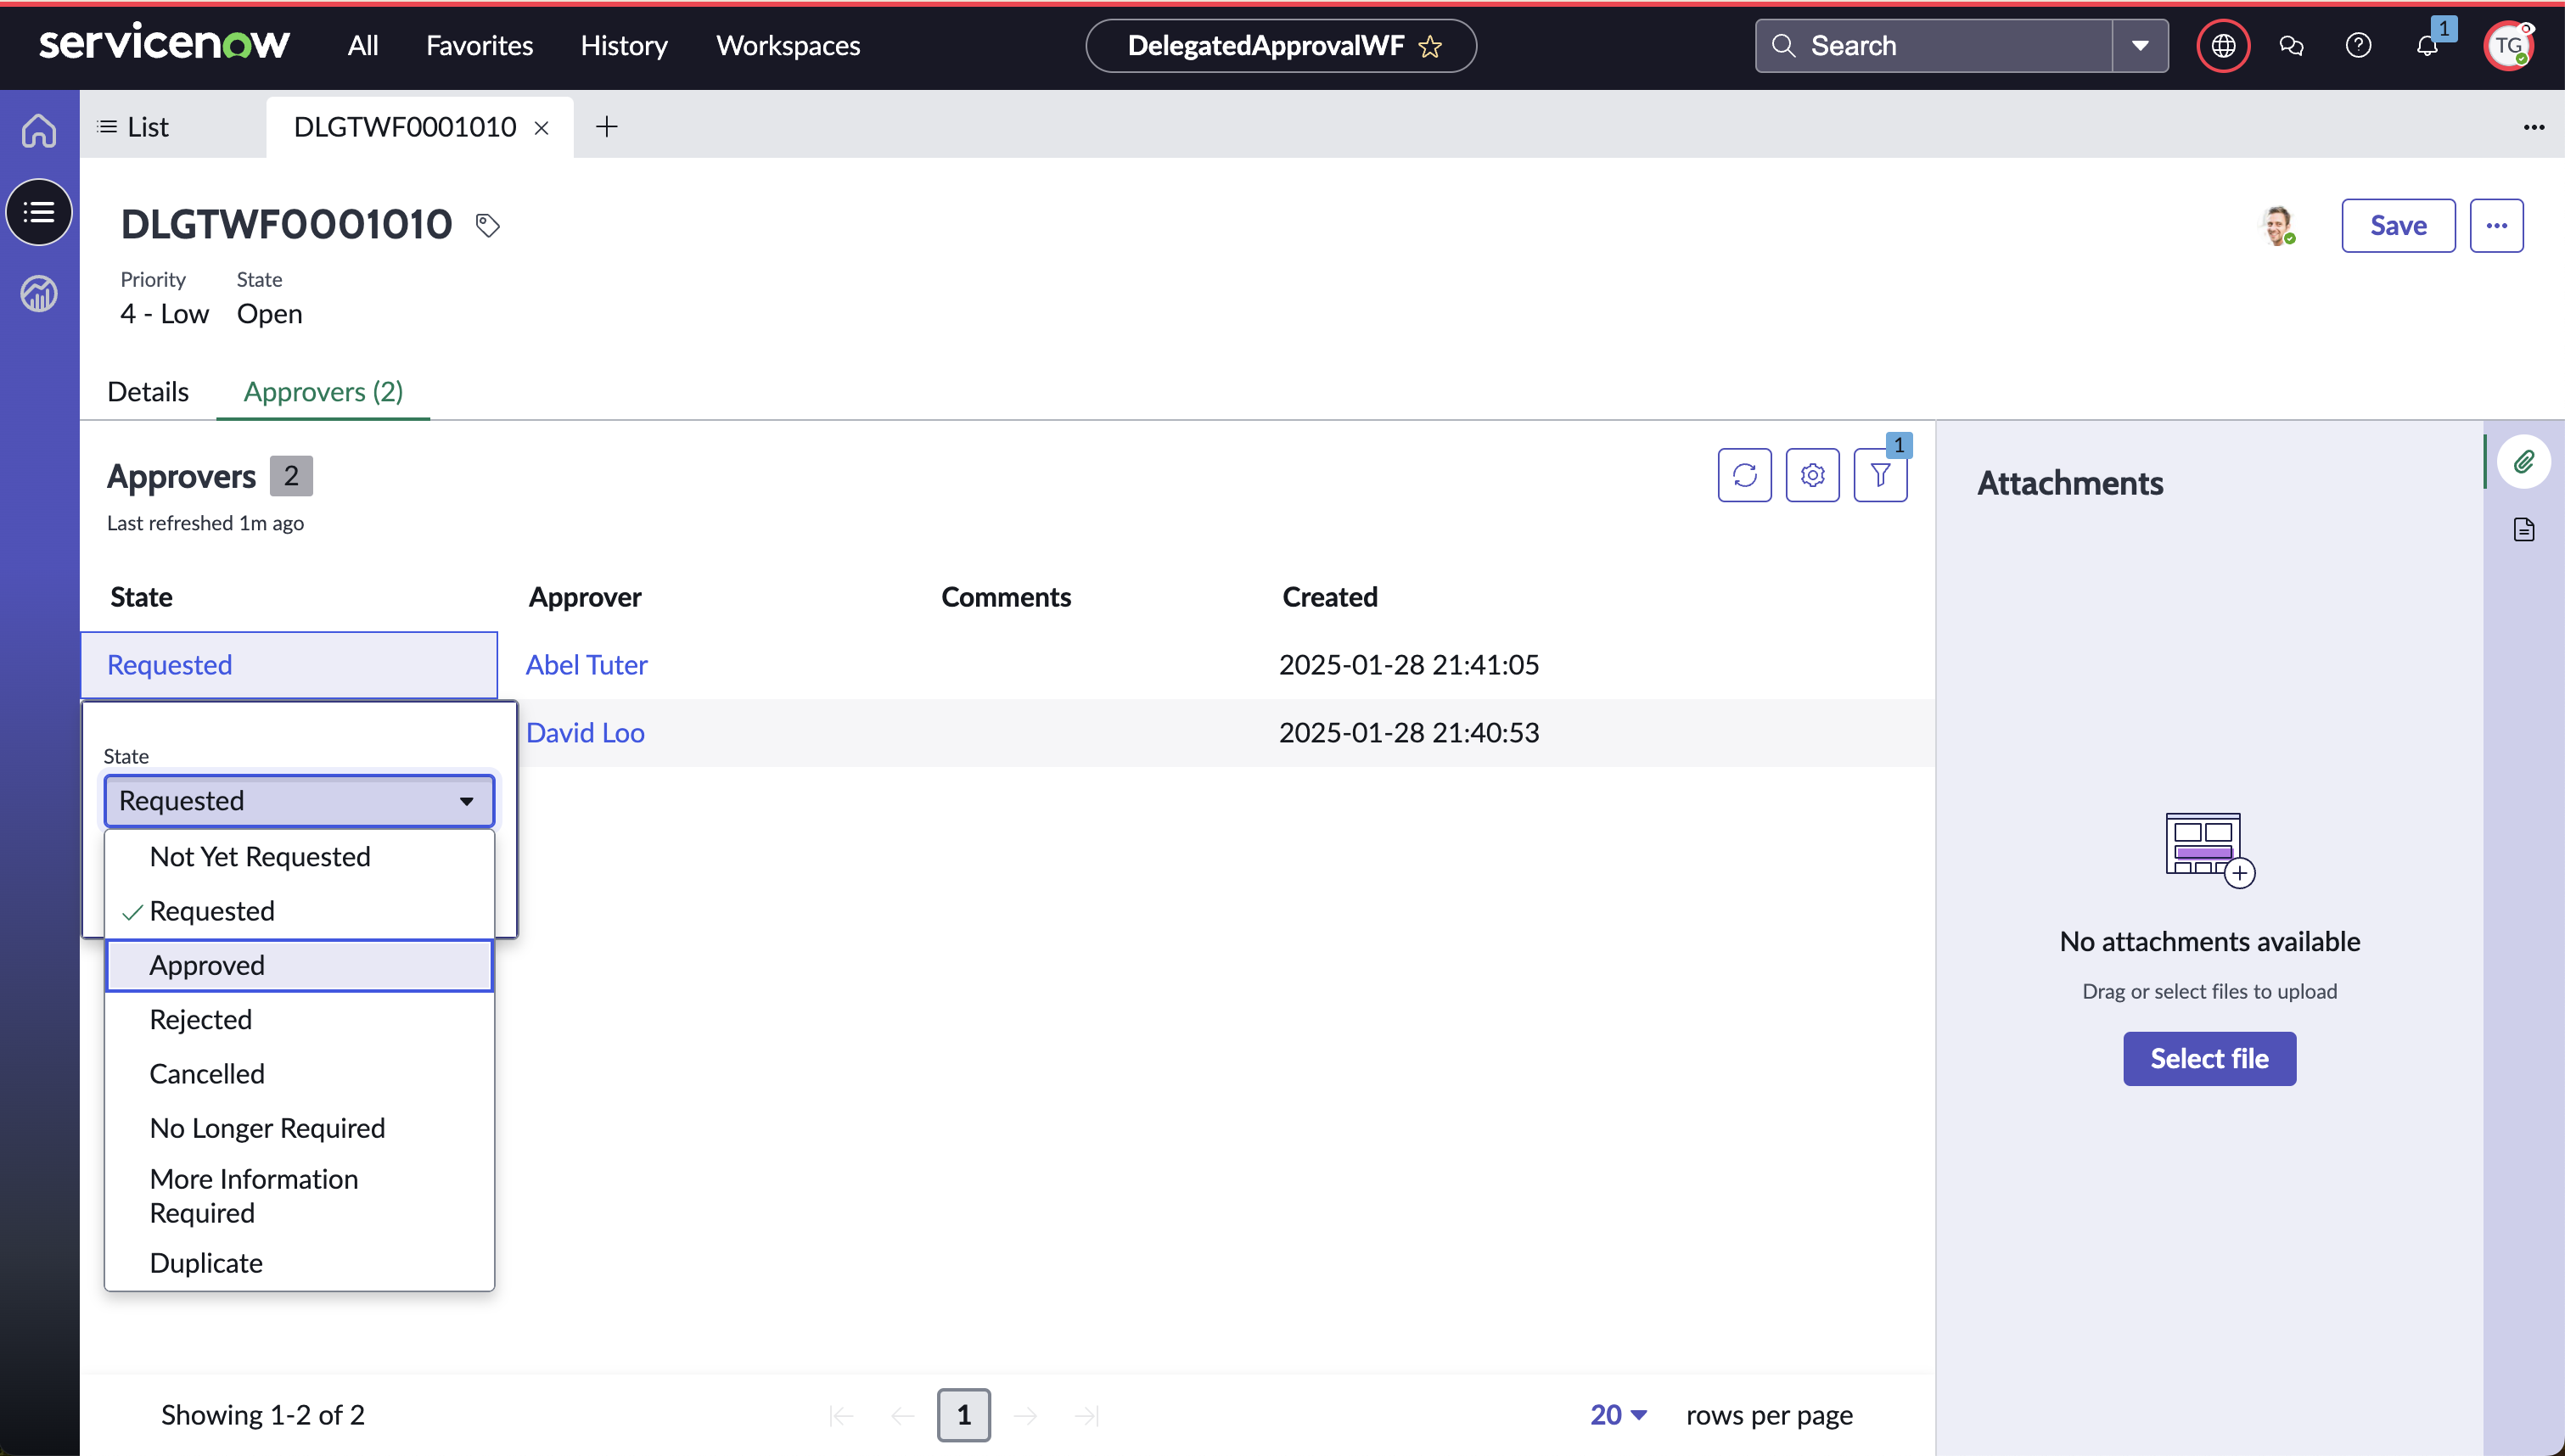 servicenow All Favorites History Workspaces DelegatedApprovalWF Search 1 TG
List DLGTWF0001010
DLGTWF0001010
Save
Priority State
4 - Low Open
Details Approvers (2)
Approvers 2
1
Last refreshed 1m ago
State Approver Comments Created
Requested Abel Tuter 2025-01-28 21:41:05
David Loo 2025-01-28 21:40:53
State
Requested
Not Yet Requested
Requested
Approved
Rejected
Cancelled
No Longer Required
More Information
Required
Duplicate
Showing 1-2 of 2 1 20 rows per page
Attachments
No attachments available
Drag or select files to upload
Select file